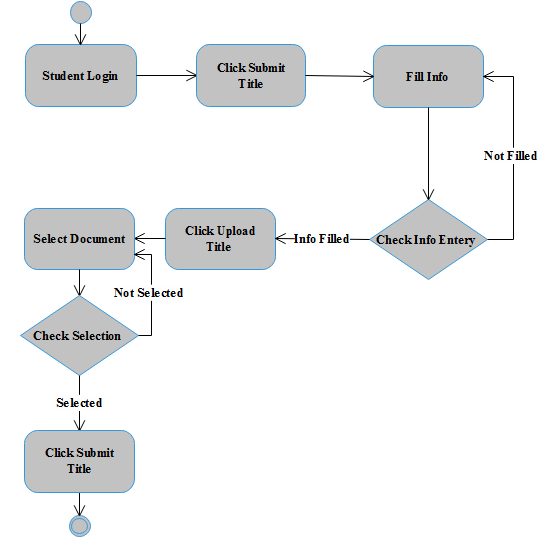 Student Login
Click Submit
Title
Fill Info
Not Filled
Select Document
Click Upload
Title
Info Filled
Check Info Entery
Not Selected
Check Selection
Selected
Click Submit
Title